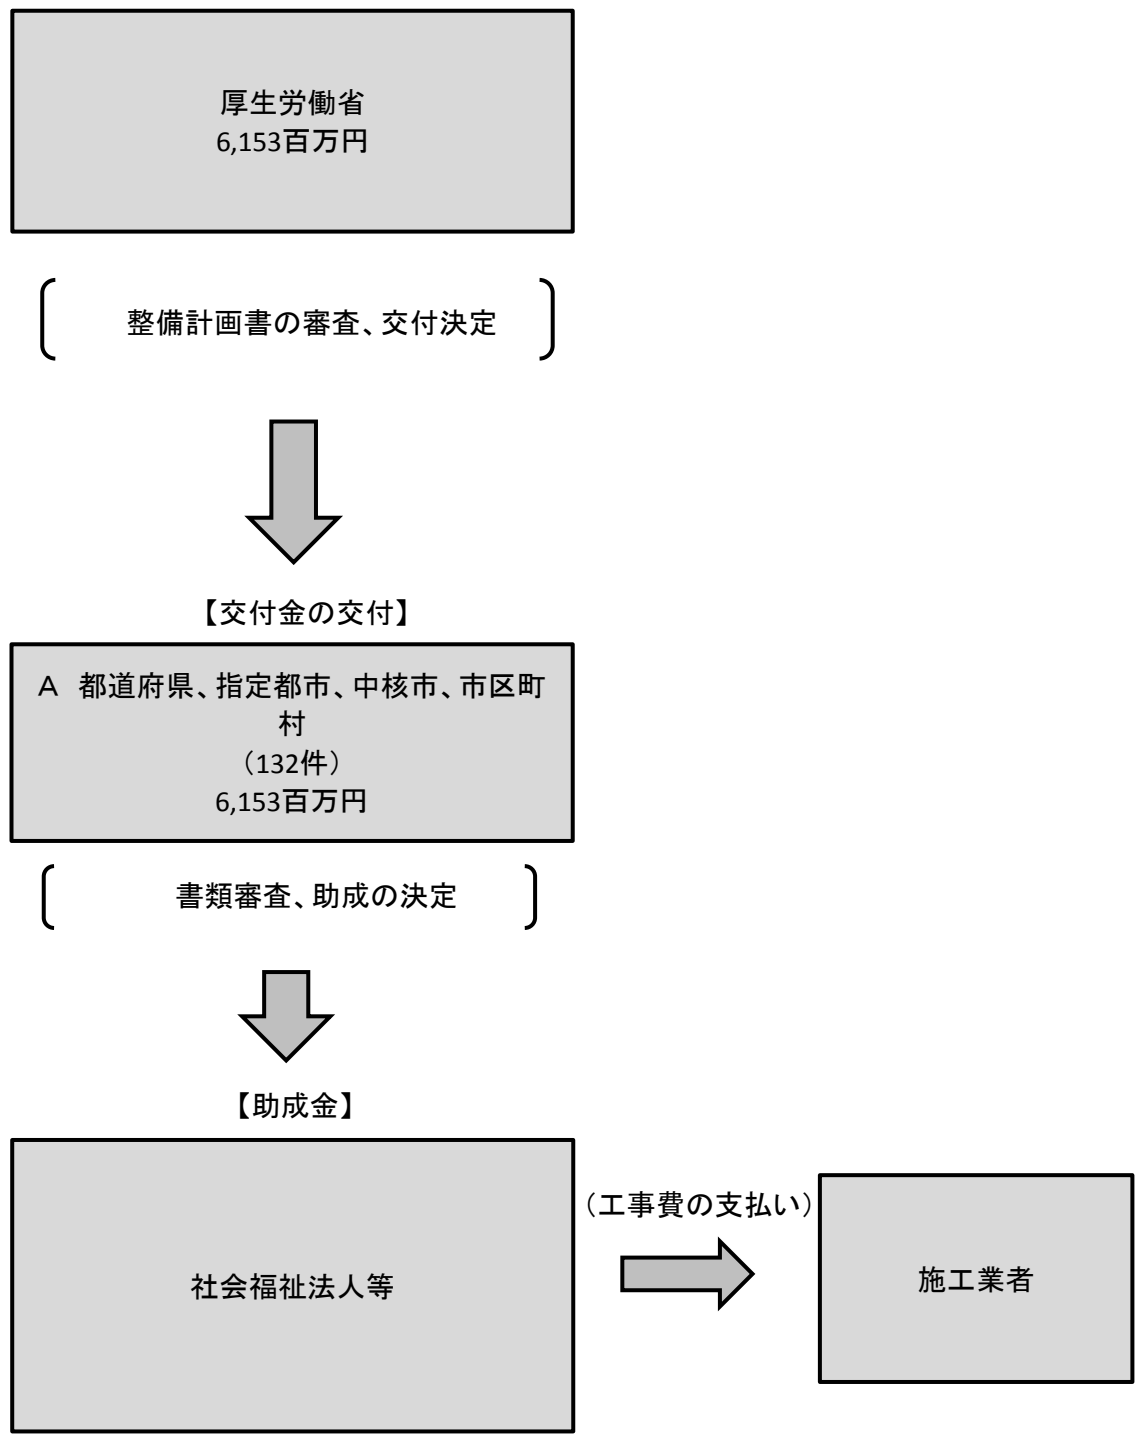 厚生労働省
6,153百万円
整備計画書の審査、交付決定
【交付金の交付】
A 都道府県、指定都市、中核市、市区町
村
（132件）
6,153百万円
書類審査、助成の決定
【助成金】
社会福祉法人等
（工事費の支払い）
施工業者